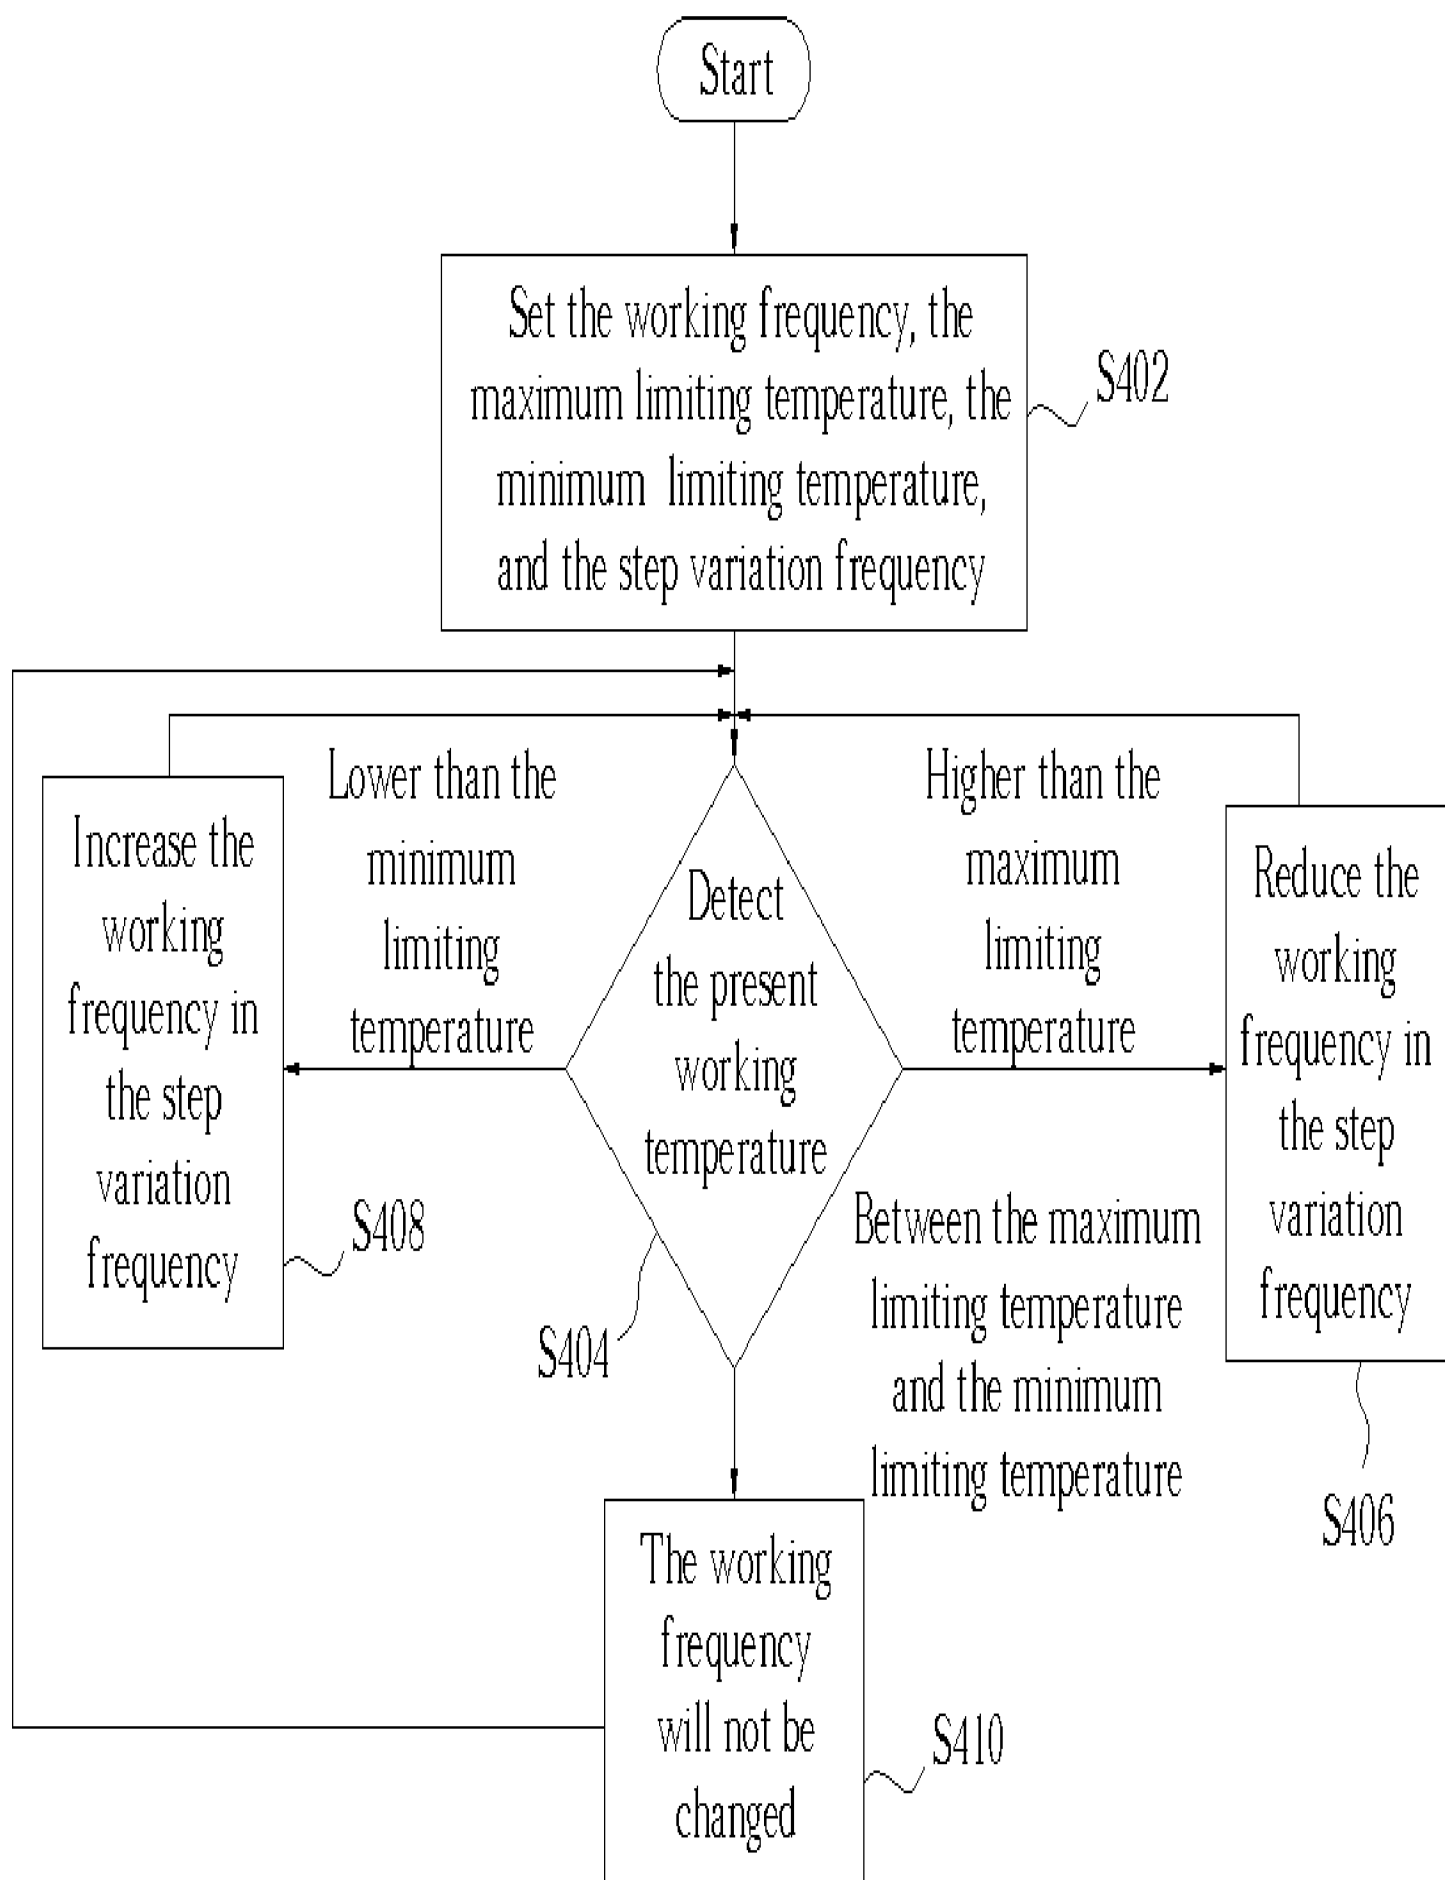 Start
Set the working frequency, the
maximum limiting temperature, the
minimum limiting temperature,
and the step variation frequency
S402
Lower than the
minimum
limiting
temperature
Higher than the
maximum
limiting
temperature
Increase the
working
frequency in
the step
variation
frequency
S408
Detect
the present
working
temperature
S404
Reduce the
working
frequency in
the step
variation
frequency
S406
Between the maximum
limiting temperature
and the minimum
limiting temperature
The working
frequency
will not be
changed
S410